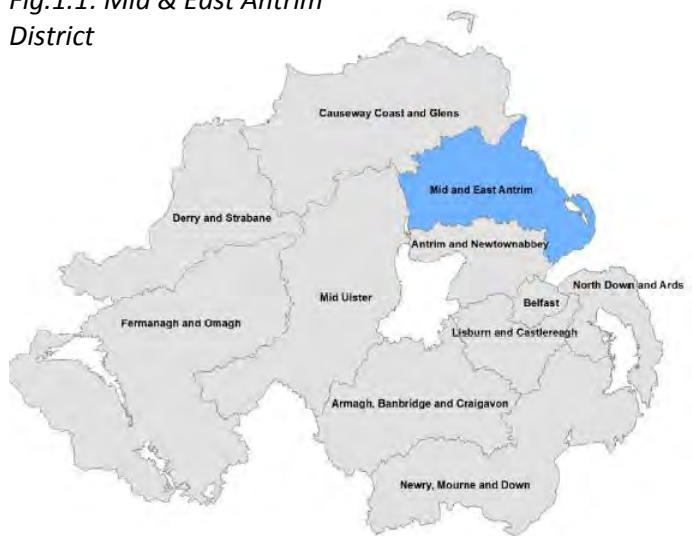 Fig.1.1: Mid & East Antrim
District
Causeway Coast and Glens
Mid and East Antrim
Derry and Strabane
Antrim and Newtownabbey
North Down and Ards
Mid Ulster
Belfast
Fermanagh and Omagh
Lisburn and Castlereagh
Armagh, Banbridge and Craigavon
Newry, Mourne and Down